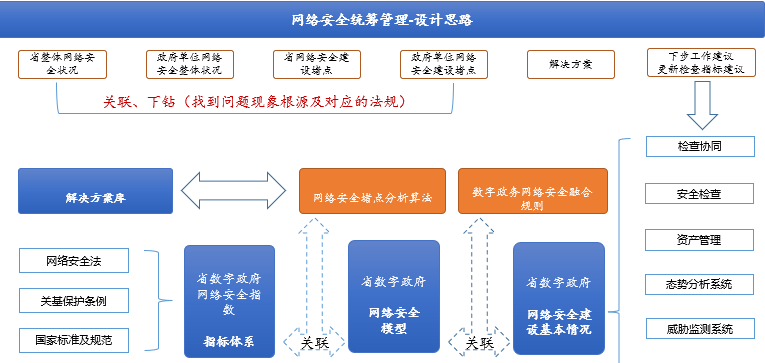 网络安全统筹管理-设计思路
省整体网络安
全状况
政府单位网络
安全整体状况
省网络安全建
设堵点
政府单位网络
安全建设堵点
解决方案
下步工作建议
更新检查指标建议
关联、下钻（找到问题现象根源及对应的法规）
检查协同
安全检查
资产管理
态势分析系统
威胁监测系统
解决方案库
网络安全堵点分析算法
数字政务网络安全融合
规则
网络安全法
关基保护条例
国家标准及规范
省数字政府
网络安全指
数
指标体系
关联
省数字政府
网络安全
模型
关联
省数字政府
网络安全建
设基本情况